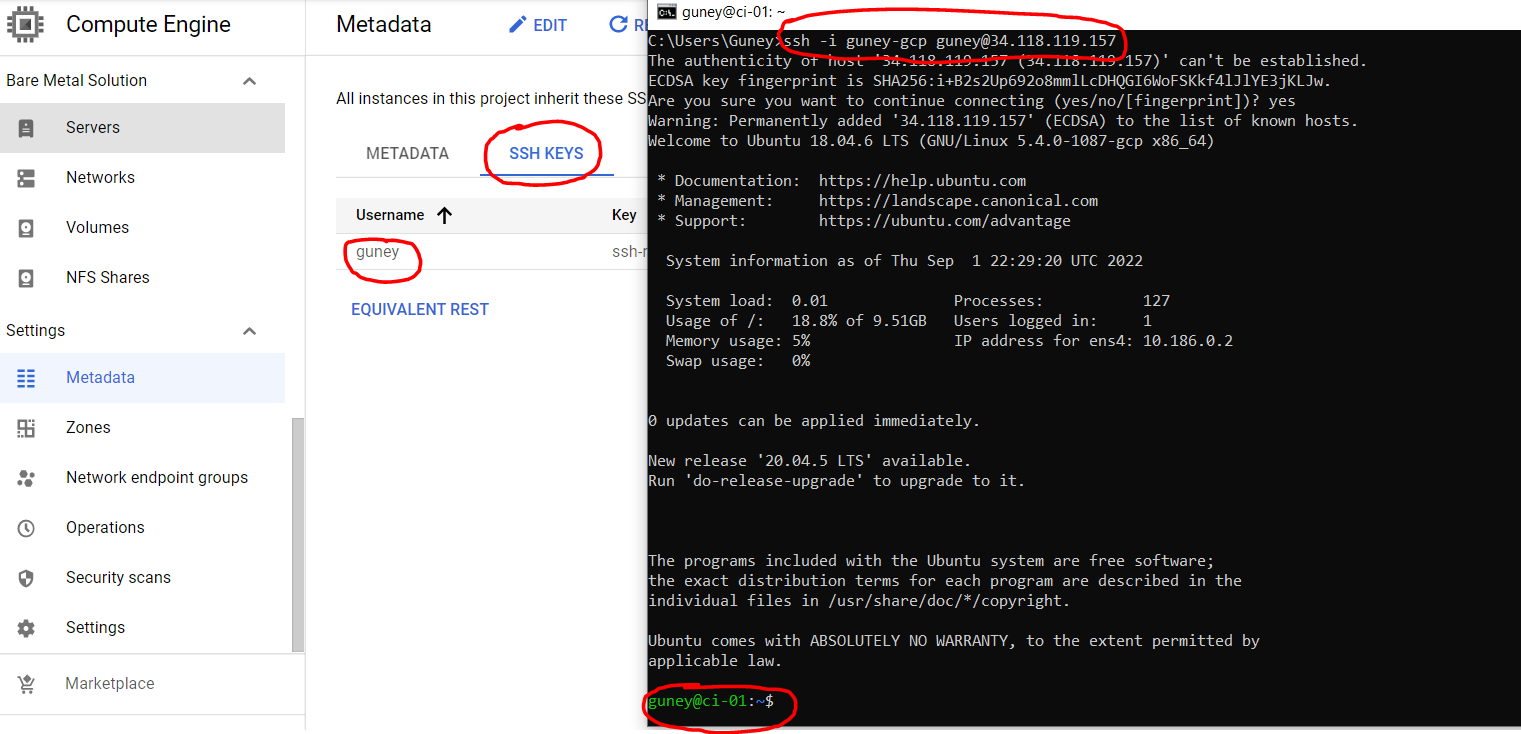 Compute Engine
Bare Metal Solution
Servers
Networks
Volumes
NFS Shares
Settings
Metadata
Zones
Network endpoint groups
Operations
Security scans
Settings
Marketplace
Metadata
EDIT
RE
All instances in this project inherit these SS
METADATA
SSH KEYS
Username
Key
guney
ssh-r
EQUIVALENT REST
guney@ci-01: ~
C:\Users\Guney>ssh -i guney-gcp guney@34.118.119.157
The authenticity of host '34.118.119.157 (34.118.119.157)' can't be established.
ECDSA key fingerprint is SHA256:i+B2s2Up692o8mmlLcDHQGI6WoFSKkf4lJlYE3jKLJw.
Are you sure you want to continue connecting (yes/no/[fingerprint])? yes
Warning: Permanently added '34.118.119.157' (ECDSA) to the list of known hosts.
Welcome to Ubuntu 18.04.6 LTS (GNU/Linux 5.4.0-1087-gcp x86_64)
* Documentation: https://help.ubuntu.com
* Management: https://landscape.canonical.com
* Support: https://ubuntu.com/advantage
System information as of Thu Sep 1 22:29:20 UTC 2022
System load: 0.01 Processes: 127
Usage of /: 18.8% of 9.51GB Users logged in: 1
Memory usage: 5% IP address for ens4: 10.186.0.2
Swap usage: 0%
0 updates can be applied immediately.
New release '20.04.5 LTS' available.
Run 'do-release-upgrade' to upgrade to it.
The programs included with the Ubuntu system are free software;
the exact distribution terms for each program are described in the
individual files in /usr/share/doc/*/copyright.
Ubuntu comes with ABSOLUTELY NO WARRANTY, to the extent permitted by
applicable law.
guney@ci-01:~$